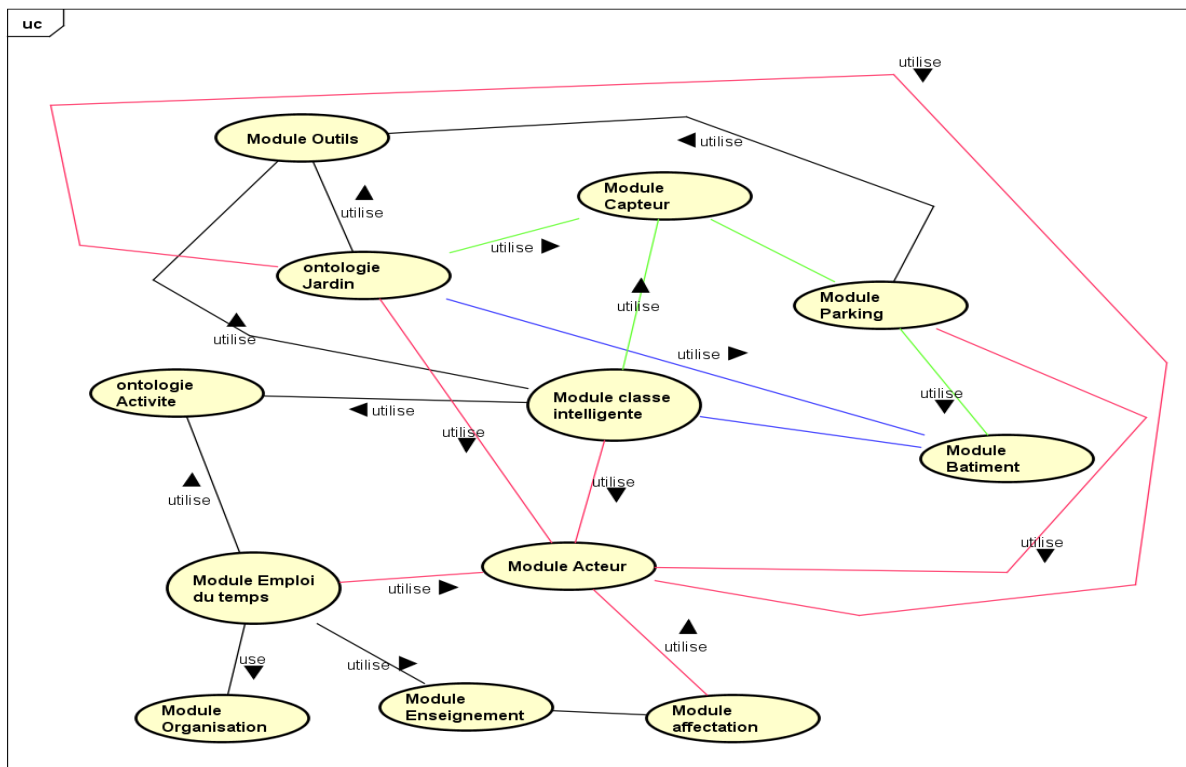 uc
utilise
Module Outils
utilise
Module
Capteur
utilise
utilise
ontologie
Jardin
Module
Parking
utilise
utilise
utilise
ontologie
Activite
Module classe
intelligente
utilise
utilise
utilise
Module
Batiment
utilise
utilise
utilise
Module Acteur
Module Emploi
du temps
utilise
utilise
use
utilise
Module
Organisation
Module
Enseignement
Module
affectation